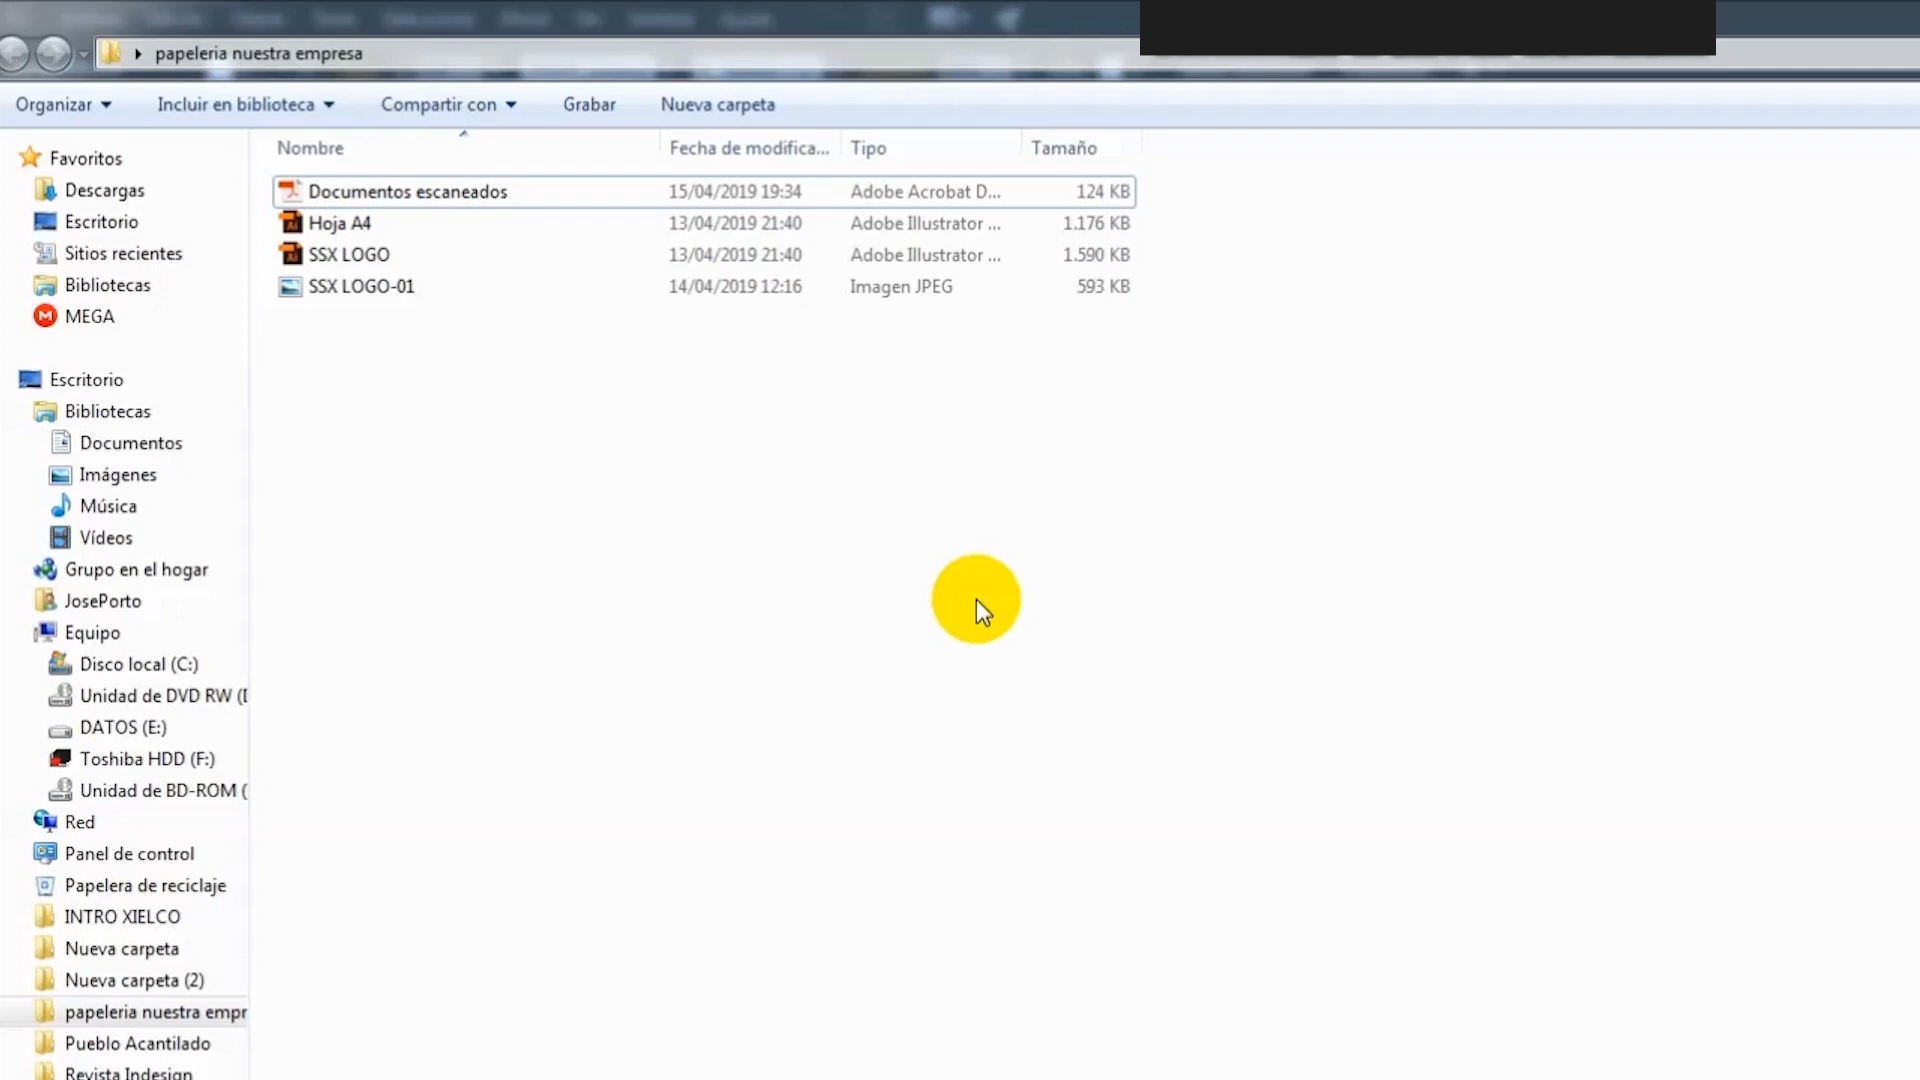 papeleria nuestra empresa
Organizar Incluir en biblioteca Compartir con Grabar Nueva carpeta
Nombre Fecha de modifica... Tipo Tamaño
Documentos escaneados 15/04/2019 19:34 Adobe Acrobat D... 124 KB
Hoja A4 13/04/2019 21:40 Adobe Illustrator ... 1.176 KB
SSX LOGO 13/04/2019 21:40 Adobe Illustrator ... 1.590 KB
SSX LOGO-01 14/04/2019 12:16 Imagen JPEG 593 KB
Favoritos
Descargas
Escritorio
Sitios recientes
Bibliotecas
MEGA
Escritorio
Bibliotecas
Documentos
Imágenes
Música
Vídeos
Grupo en el hogar
JosePorto
Equipo
Disco local (C:)
Unidad de DVD RW (
DATOS (E:)
Toshiba HDD (F:)
Unidad de BD-ROM (
Red
Panel de control
Papelera de reciclaje
INTRO XIELCO
Nueva carpeta
Nueva carpeta (2)
papeleria nuestra empr
Pueblo Acantilado
Revista Indesign